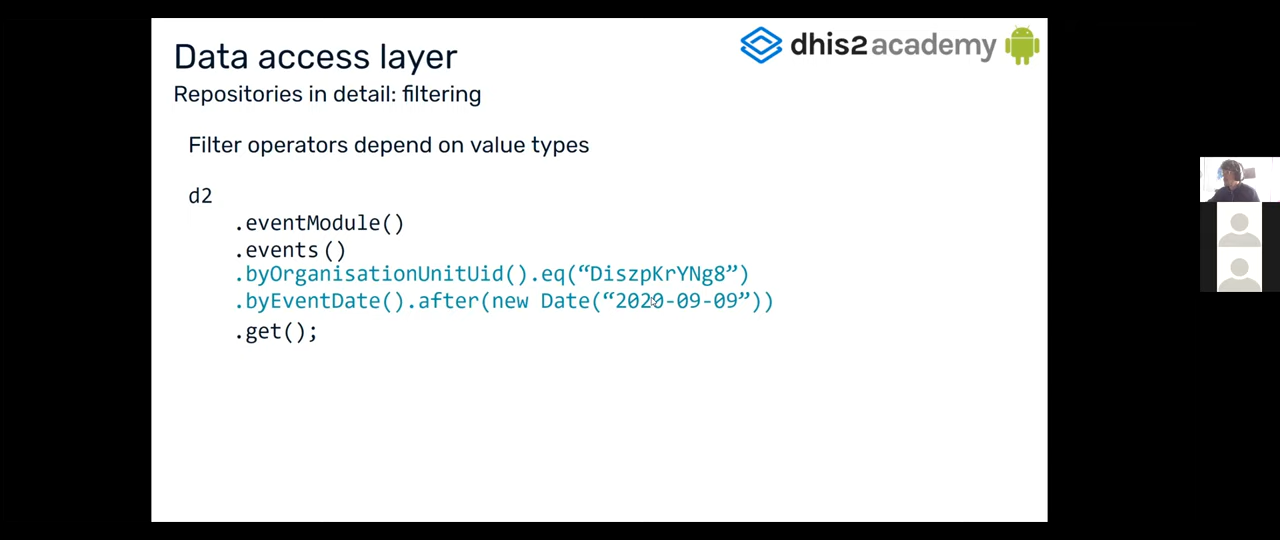 Data access layer
dhis2 academy
Repositories in detail: filtering
Filter operators depend on value types
d2
.eventModule()
.events()
.byOrganisationUnitUid().eq(“DiszpKrYNg8”)
.byEventDate().after(new Date(“2020-09-09”))
.get();